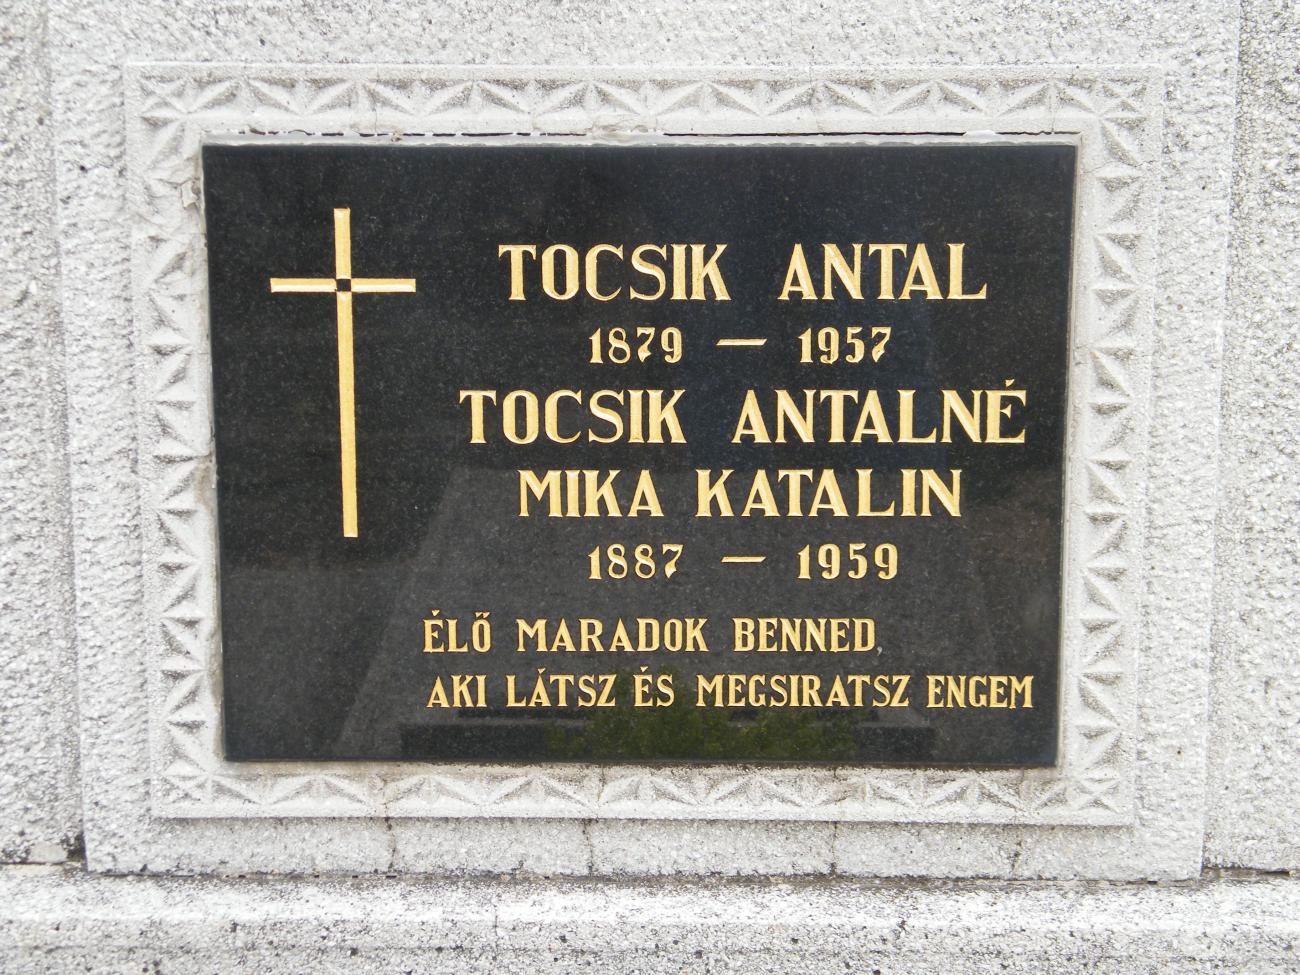 TOCSIK ANTAL
1879 — 1957
TOCSIK ANTALNÉ
MIKA KATALIN
1887 — 1959
ÉLŐ MARADOK BENNED,
AKI LÁTSZ ÉS MEGSIRATSZ ENGEM